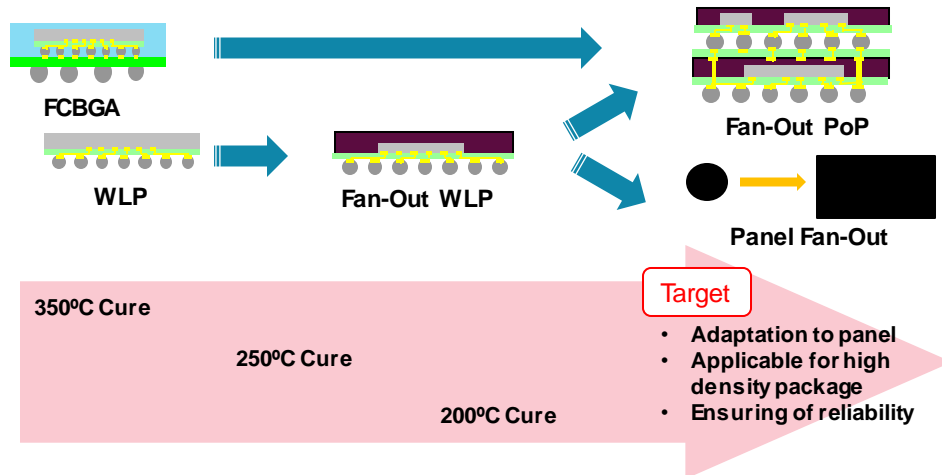 FCBGA
WLP
Fan-Out WLP
Fan-Out PoP
Panel Fan-Out
350ºC Cure
250ºC Cure
200ºC Cure
Target
• Adaptation to panel
• Applicable for high
density package
• Ensuring of reliability